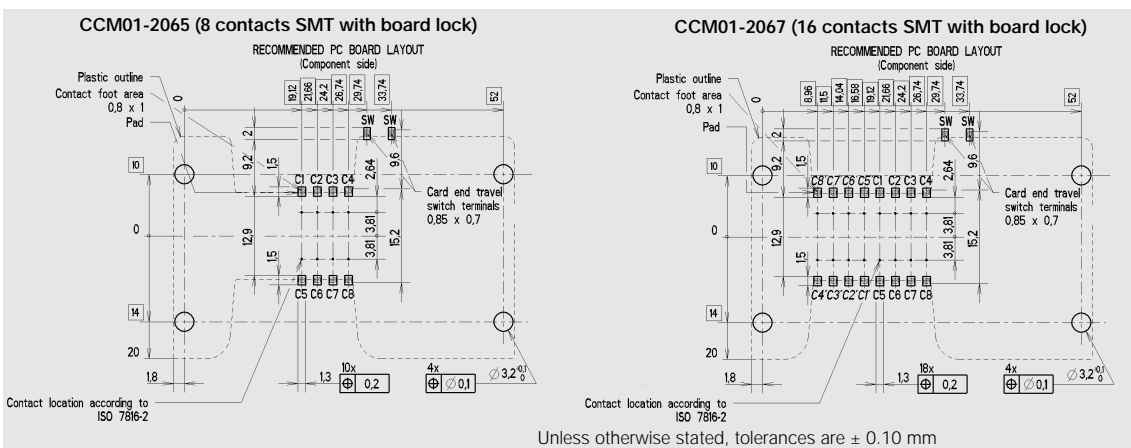 CCM01-2065 (8 contacts SMT with board lock)
RECOMMENDED PC BOARD LAYOUT
(Component side)
Plastic outline
Contact foot area
0,8 x 1
Pad
0
19,12
21,66
24,2
26,74
29,74
33,74
52
SW SW
2
9,2
1,5
2,64
9,6
10
C1 C2 C3 C4
Card end travel
switch terminals
0,85 x 0,7
0
12,9
3,81
3,81
15,2
1,5
C5 C6 C7 C8
14
20
1,8
1,3
10x
0,2
4x
Ø 0,1
Ø 3,2 0,1 0
Contact location according to
ISO 7816-2
CCM01-2067 (16 contacts SMT with board lock)
RECOMMENDED PC BOARD LAYOUT
(Component side)
Plastic outline
Contact foot area
0,8 x 1
Pad
0
8,96
11,5
14,04
16,58
19,12
21,66
24,2
26,74
29,74
33,74
52
SW SW
2
9,2
1,5
2,64
9,6
10
C8' C7' C6' C5' C1 C2 C3 C4
Card end travel
switch terminals
0,85 x 0,7
0
12,9
3,81
3,81
15,2
1,5
C4' C3' C2' C1' C5 C6 C7 C8
14
20
1,8
1,3
18x
0,2
4x
Ø 0,1
Ø 3,2 0,1 0
Contact location according to
ISO 7816-2
Unless otherwise stated, tolerances are ± 0.10 mm